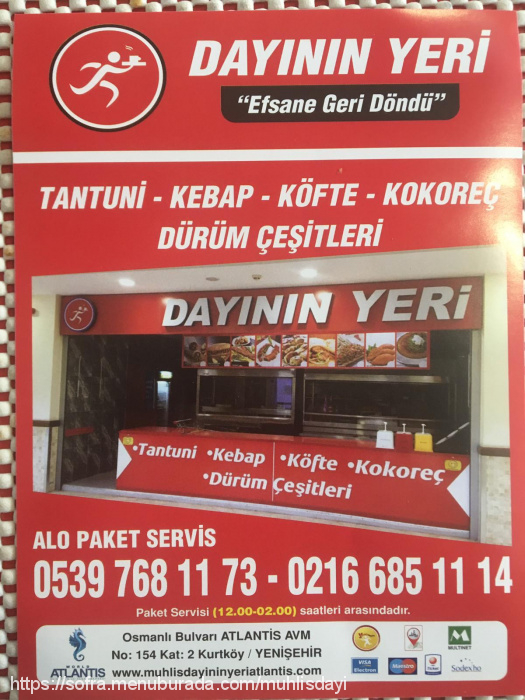 DAYININ YERİ
“Efsane Geri Döndü”
TANTUNİ - KEBAP - KÖFTE - KOKOREÇ
DÜRÜM ÇEŞİTLERİ
DAYININ YERİ
•Tantuni •Kebap •Köfte •Kokoreç
•Dürüm Çeşitleri
ALO PAKET SERVİS
0539 768 11 73 - 0216 685 11 14
Paket Servisi (12.00-02.00) saatleri arasındadır.
WORLD
ATLANTİS
Osmanlı Bulvarı ATLANTİS AVM
No: 154 Kat: 2 Kurtköy / YENİŞEHİR
www.muhlisdayininyeriatlantis.com
MULTINET
VISA
Electron
Maestro
Sodexho
https://sofra.menuburada.com/muhlisdayi